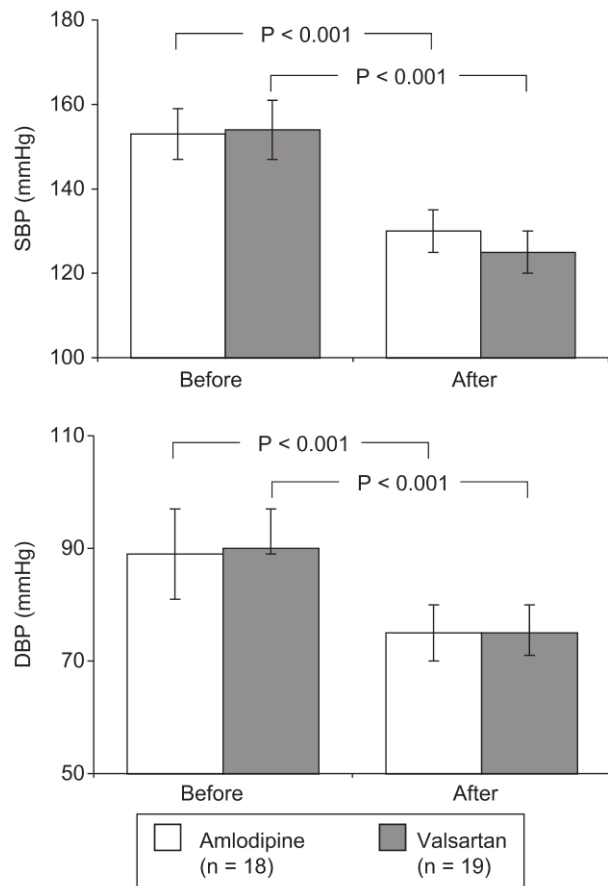 180
P < 0.001
P < 0.001
160
SBP (mmHg)
140
120
100
Before After
110
P < 0.001
P < 0.001
90
DBP (mmHg)
70
50
Before After
Amlodipine Valsartan
(n = 18) (n = 19)